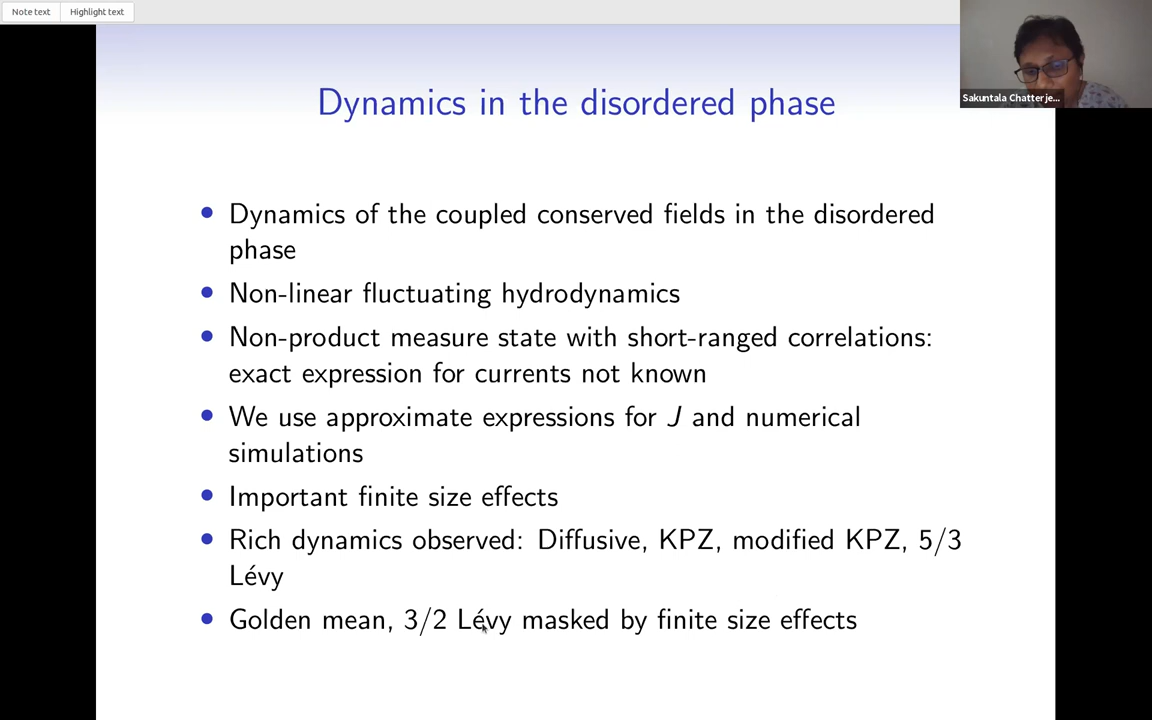 Note text
Highlight text
Sakuntala Chatterje...
Dynamics in the disordered phase
• Dynamics of the coupled conserved fields in the disordered
phase
• Non-linear fluctuating hydrodynamics
• Non-product measure state with short-ranged correlations:
exact expression for currents not known
• We use approximate expressions for J and numerical
simulations
• Important finite size effects
• Rich dynamics observed: Diffusive, KPZ, modified KPZ, 5/3
Lévy
• Golden mean, 3/2 Lévy masked by finite size effects